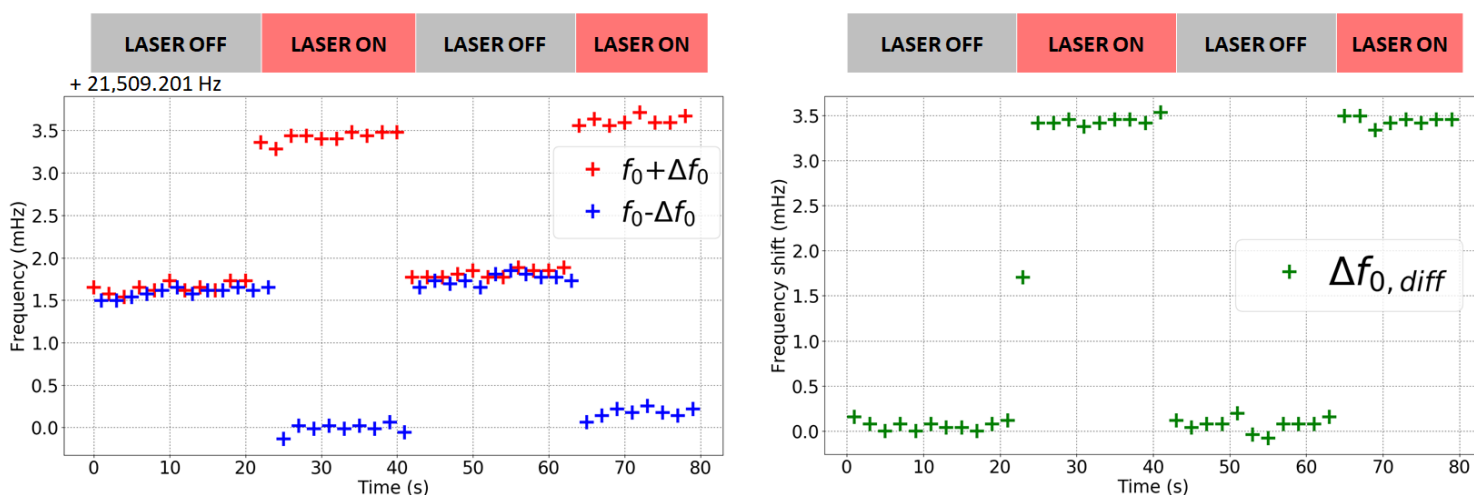 LASER OFF LASER ON LASER OFF LASER ON
+ 21,509.201 Hz
Frequency (mHz)
3.5
3.0
2.5
2.0
1.5
1.0
0.5
0.0
f₀+Δf₀
f₀-Δf₀
0 10 20 30 40 50 60 70 80
Time (s)
LASER OFF LASER ON LASER OFF LASER ON
Frequency shift (mHz)
3.5
3.0
2.5
2.0
1.5
1.0
0.5
0.0
Δf₀,diff
0 10 20 30 40 50 60 70 80
Time (s)